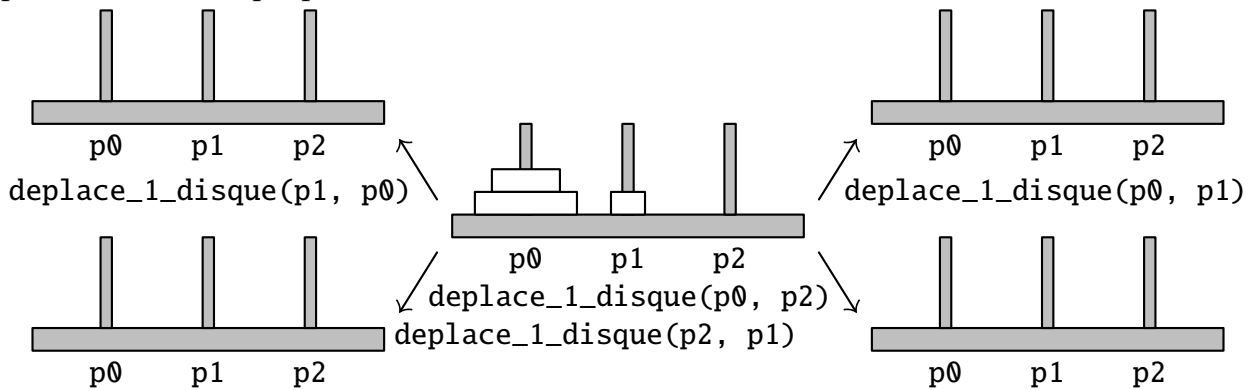 p0 p1 p2
deplace_1_disque(p1, p0)
p0 p1 p2
deplace_1_disque(p0, p1)
p0 p1 p2
deplace_1_disque(p0, p2)
deplace_1_disque(p2, p1)
p0 p1 p2
p0 p1 p2